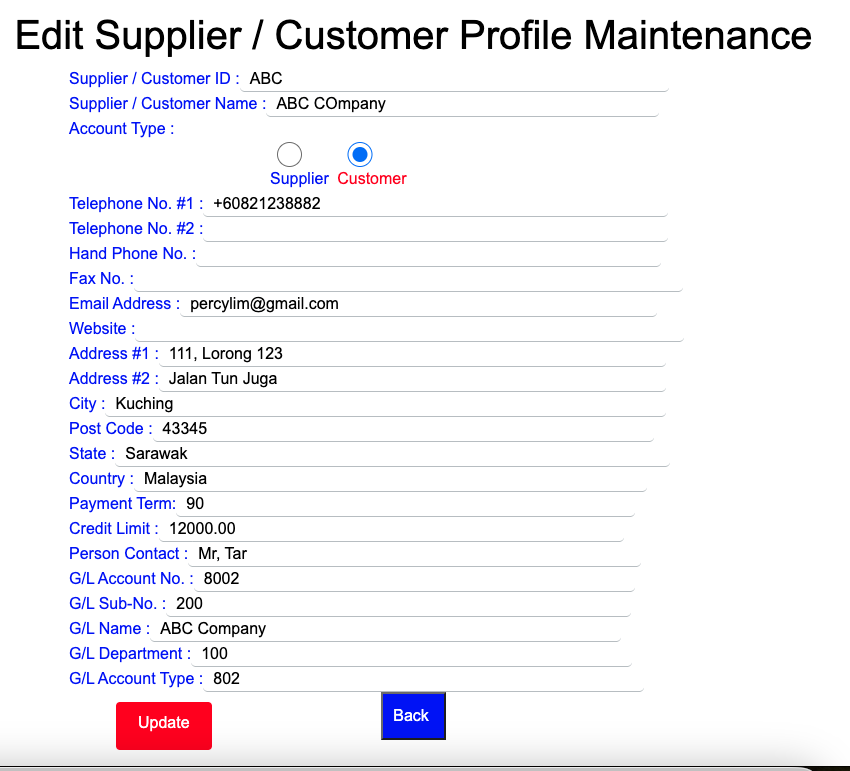 Edit Supplier / Customer Profile Maintenance
Supplier / Customer ID : ABC
Supplier / Customer Name : ABC COmpany
Account Type :
Supplier Customer
Telephone No. #1 : +60821238882
Telephone No. #2 :
Hand Phone No. :
Fax No. :
Email Address : percylim@gmail.com
Website :
Address #1 : 111, Lorong 123
Address #2 : Jalan Tun Juga
City : Kuching
Post Code : 43345
State : Sarawak
Country : Malaysia
Payment Term: 90
Credit Limit : 12000.00
Person Contact : Mr, Tar
G/L Account No. : 8002
G/L Sub-No. : 200
G/L Name : ABC Company
G/L Department : 100
G/L Account Type : 802
Update Back